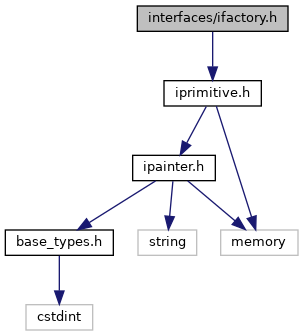 interfaces/ifactory.h
iprimitive.h
ipainter.h
base_types.h
string
memory
cstdint